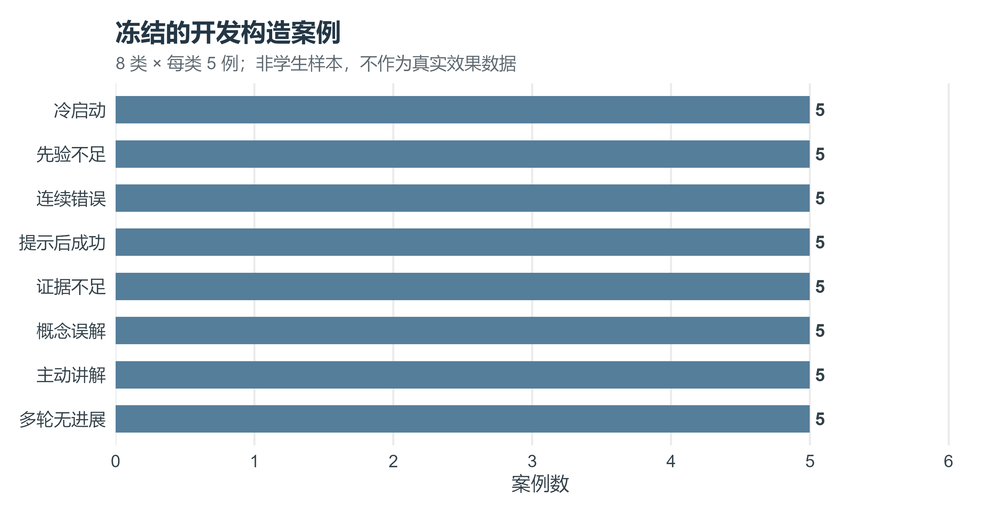 冻结的开发构造案例
8 类 × 每类 5 例；非学生样本，不作为真实效果数据
冷启动 5
先验不足 5
连续错误 5
提示后成功 5
证据不足 5
概念误解 5
主动讲解 5
多轮无进展 5
0 1 2 3 4 5 6
案例数